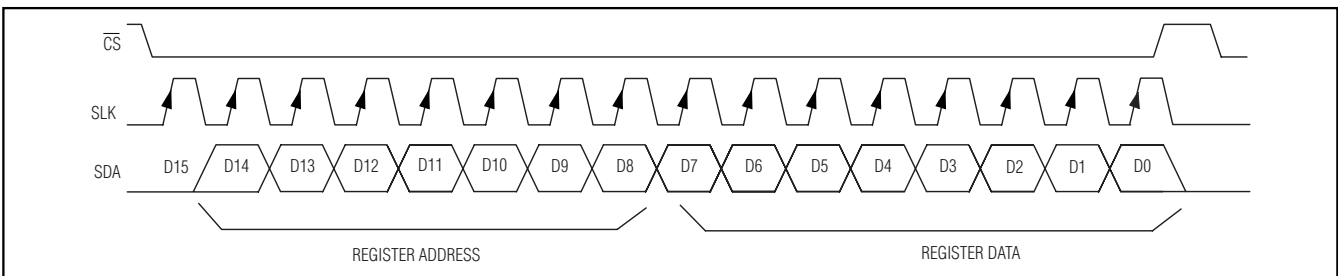 CS
SLK
SDA D15 D14 D13 D12 D11 D10 D9 D8 D7 D6 D5 D4 D3 D2 D1 D0
REGISTER ADDRESS REGISTER DATA